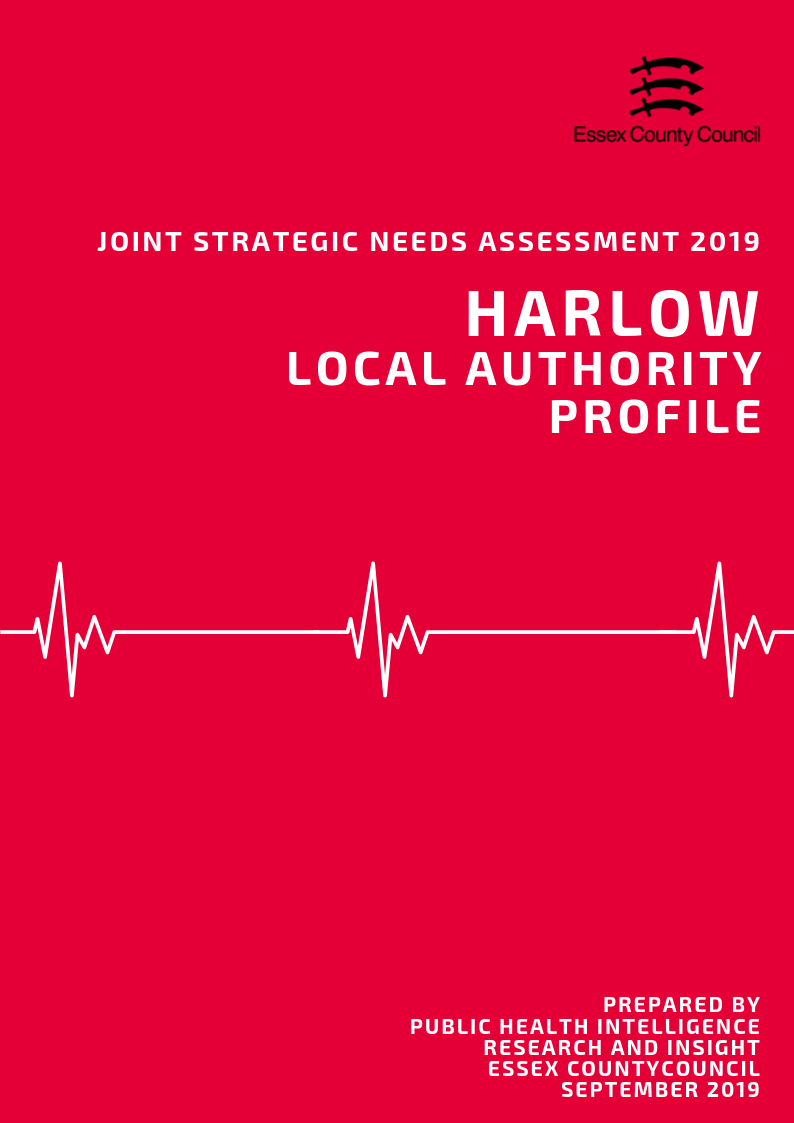 Essex County Council
JOINT STRATEGIC NEEDS ASSESSMENT 2019
HARLOW
LOCAL AUTHORITY
PROFILE
PREPARED BY
PUBLIC HEALTH INTELLIGENCE
RESEARCH AND INSIGHT
ESSEX COUNTYCOUNCIL
SEPTEMBER 2019